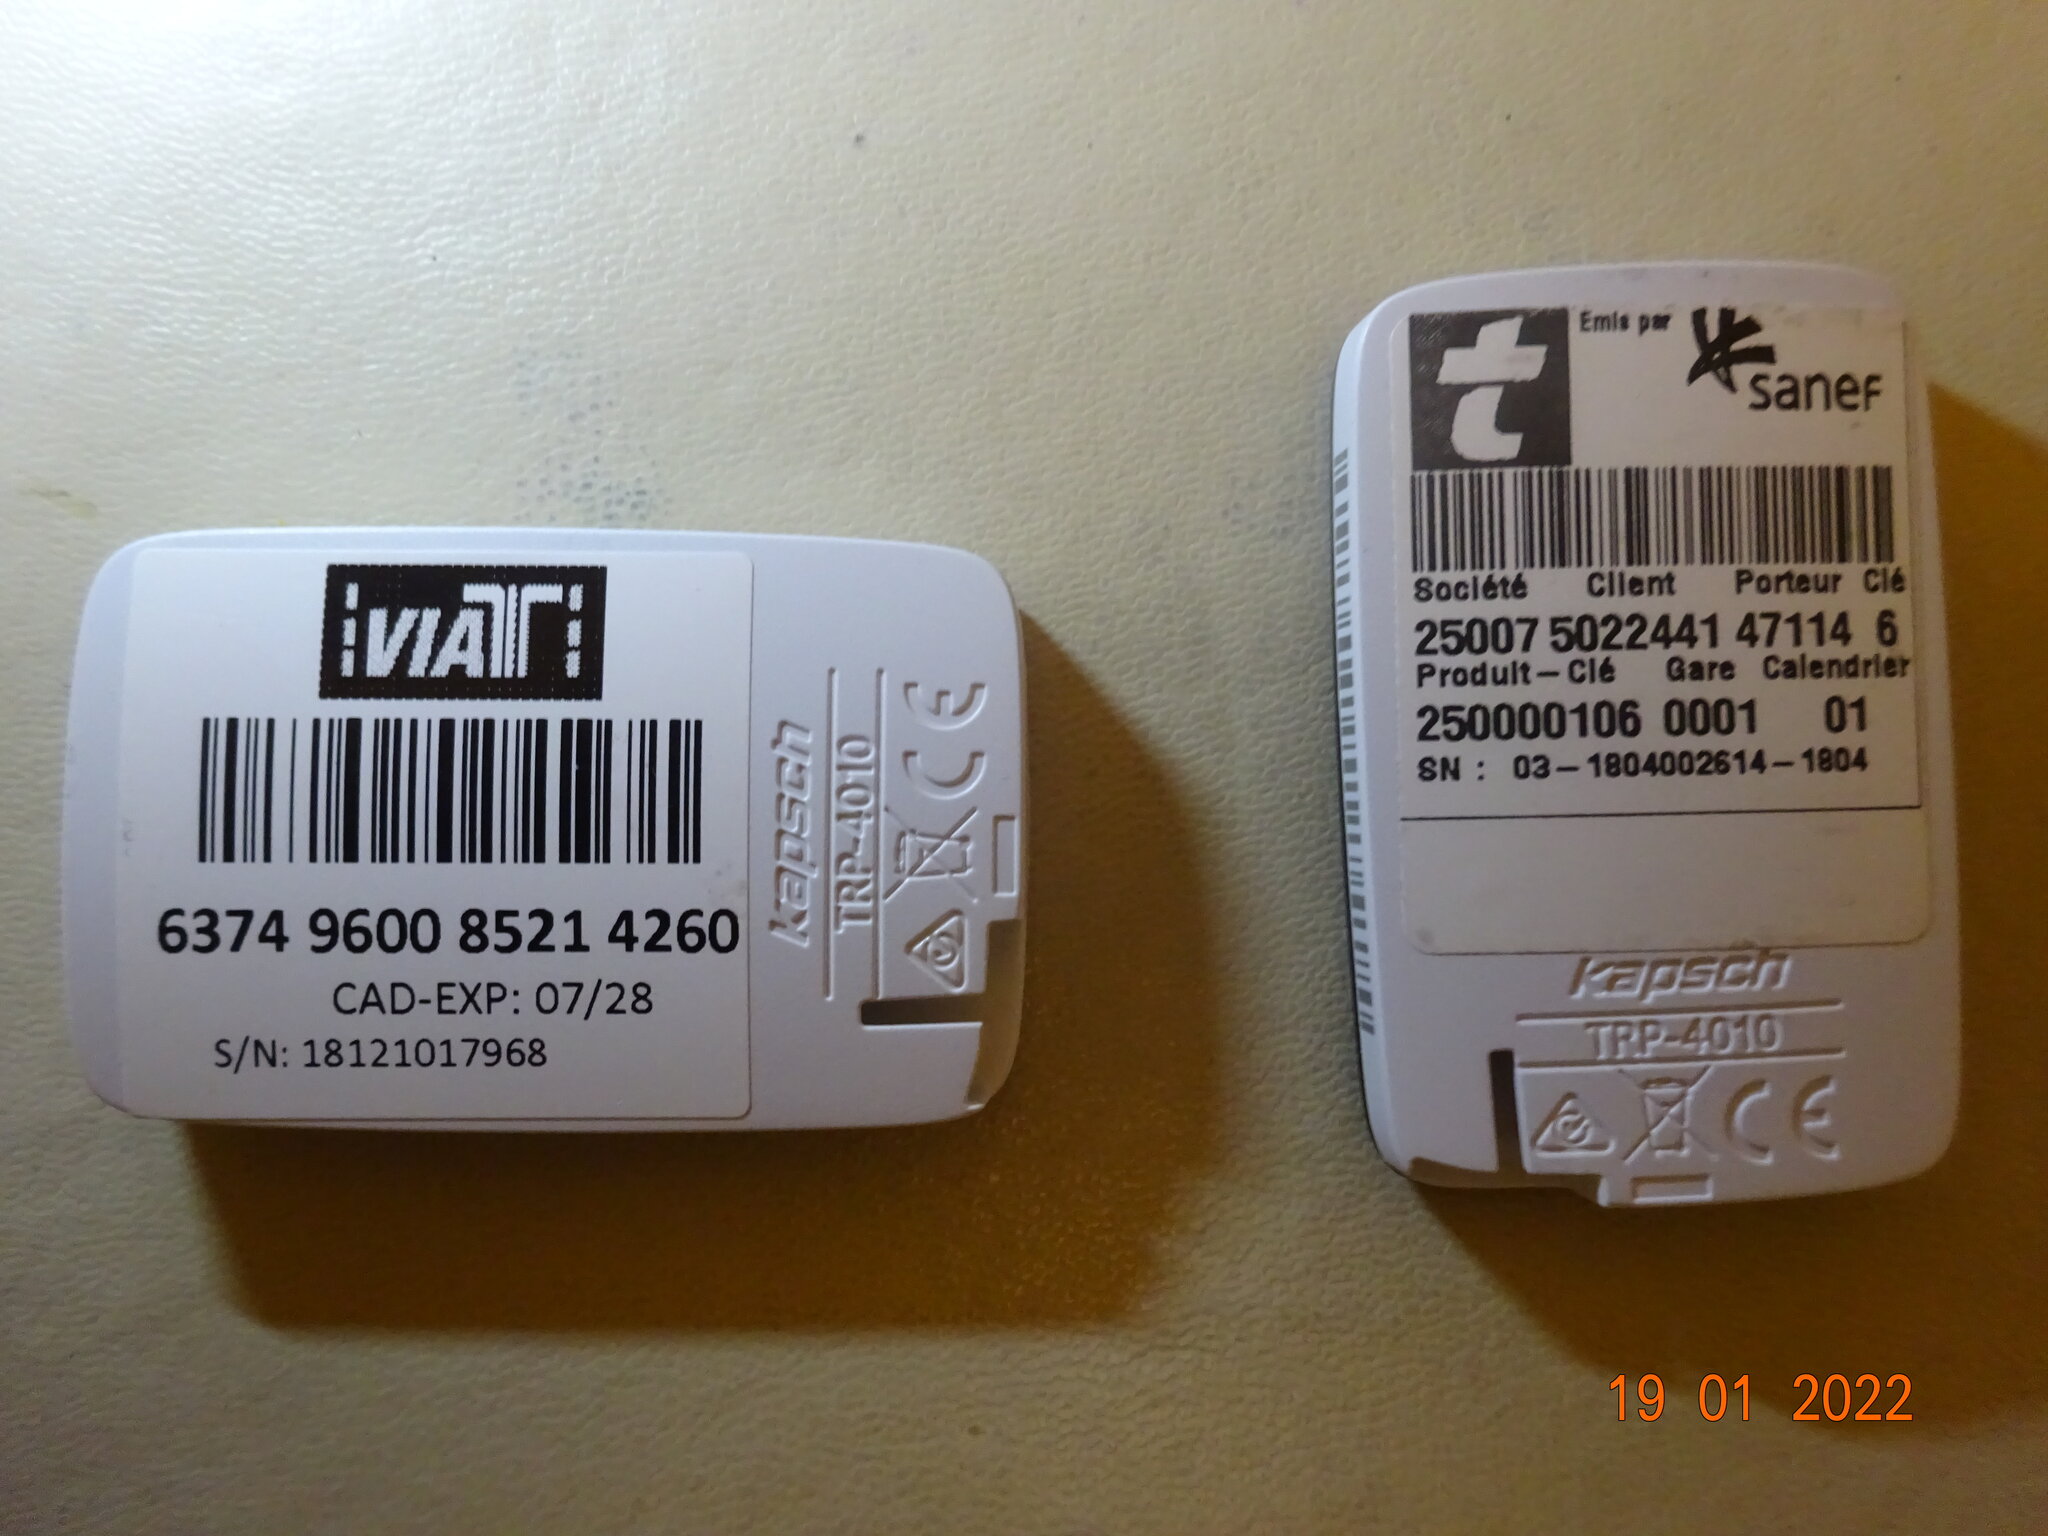 VIAT
6374 9600 8521 4260
CAD-EXP: 07/28
S/N: 18121017968
kapsch
TRP-4010
CE
t
Emis par
sanef
Société Client Porteur Clé
25007 5022441 47114 6
Produit-Clé Gare Calendrier
250000106 0001 01
SN : 03-1804002614-1804
kapsch
TRP-4010
CE
19 01 2022